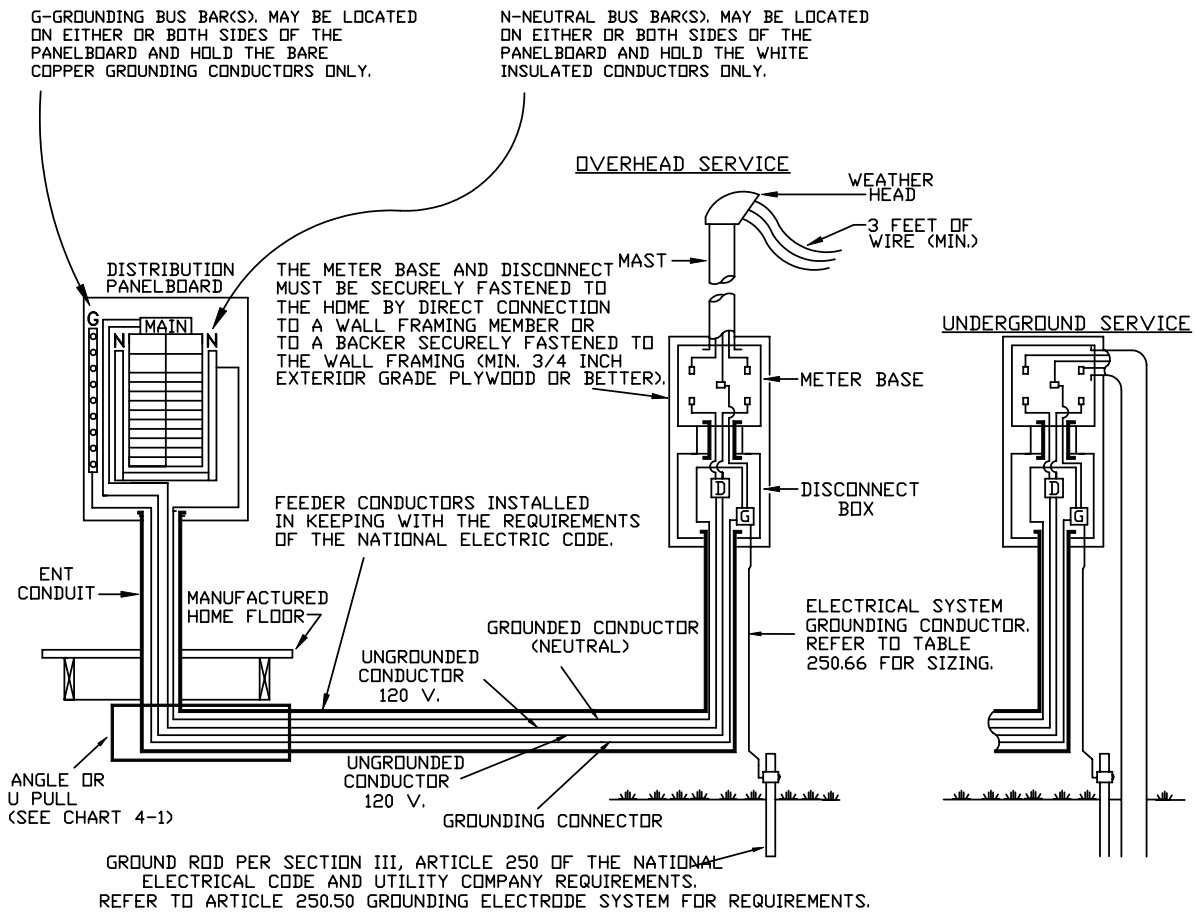 G-GROUNDING BUS BAR(S). MAY BE LOCATED
ON EITHER OR BOTH SIDES OF THE
PANELBOARD AND HOLD THE BARE
COPPER GROUNDING CONDUCTORS ONLY.
N-NEUTRAL BUS BAR(S). MAY BE LOCATED
ON EITHER OR BOTH SIDES OF THE
PANELBOARD AND HOLD THE WHITE
INSULATED CONDUCTORS ONLY.
OVERHEAD SERVICE
WEATHER
HEAD
3 FEET OF
WIRE (MIN.)
MAST
DISTRIBUTION
PANELBOARD
G
MAIN
N
N
THE METER BASE AND DISCONNECT
MUST BE SECURELY FASTENED TO
THE HOME BY DIRECT CONNECTION
TO A WALL FRAMING MEMBER OR
TO A BACKER SECURELY FASTENED TO
THE WALL FRAMING (MIN. 3/4 INCH
EXTERIOR GRADE PLYWOOD OR BETTER).
UNDERGROUND SERVICE
METER BASE
DISCONNECT
BOX
D
G
D
G
FEEDER CONDUCTORS INSTALLED
IN KEEPING WITH THE REQUIREMENTS
OF THE NATIONAL ELECTRIC CODE.
ENT
CONDUIT
MANUFACTURED
HOME FLOOR
GROUNDED CONDUCTOR
(NEUTRAL)
UNGROUNDED
CONDUCTOR
120 V.
ELECTRICAL SYSTEM
GROUNDING CONDUCTOR.
REFER TO TABLE
250.66 FOR SIZING.
UNGROUNDED
CONDUCTOR
120 V.
ANGLE OR
U PULL
(SEE CHART 4-1)
GROUNDING CONNECTOR
GROUND ROD PER SECTION III, ARTICLE 250 OF THE NATIONAL
ELECTRICAL CODE AND UTILITY COMPANY REQUIREMENTS.
REFER TO ARTICLE 250.50 GROUNDING ELECTRODE SYSTEM FOR REQUIREMENTS.